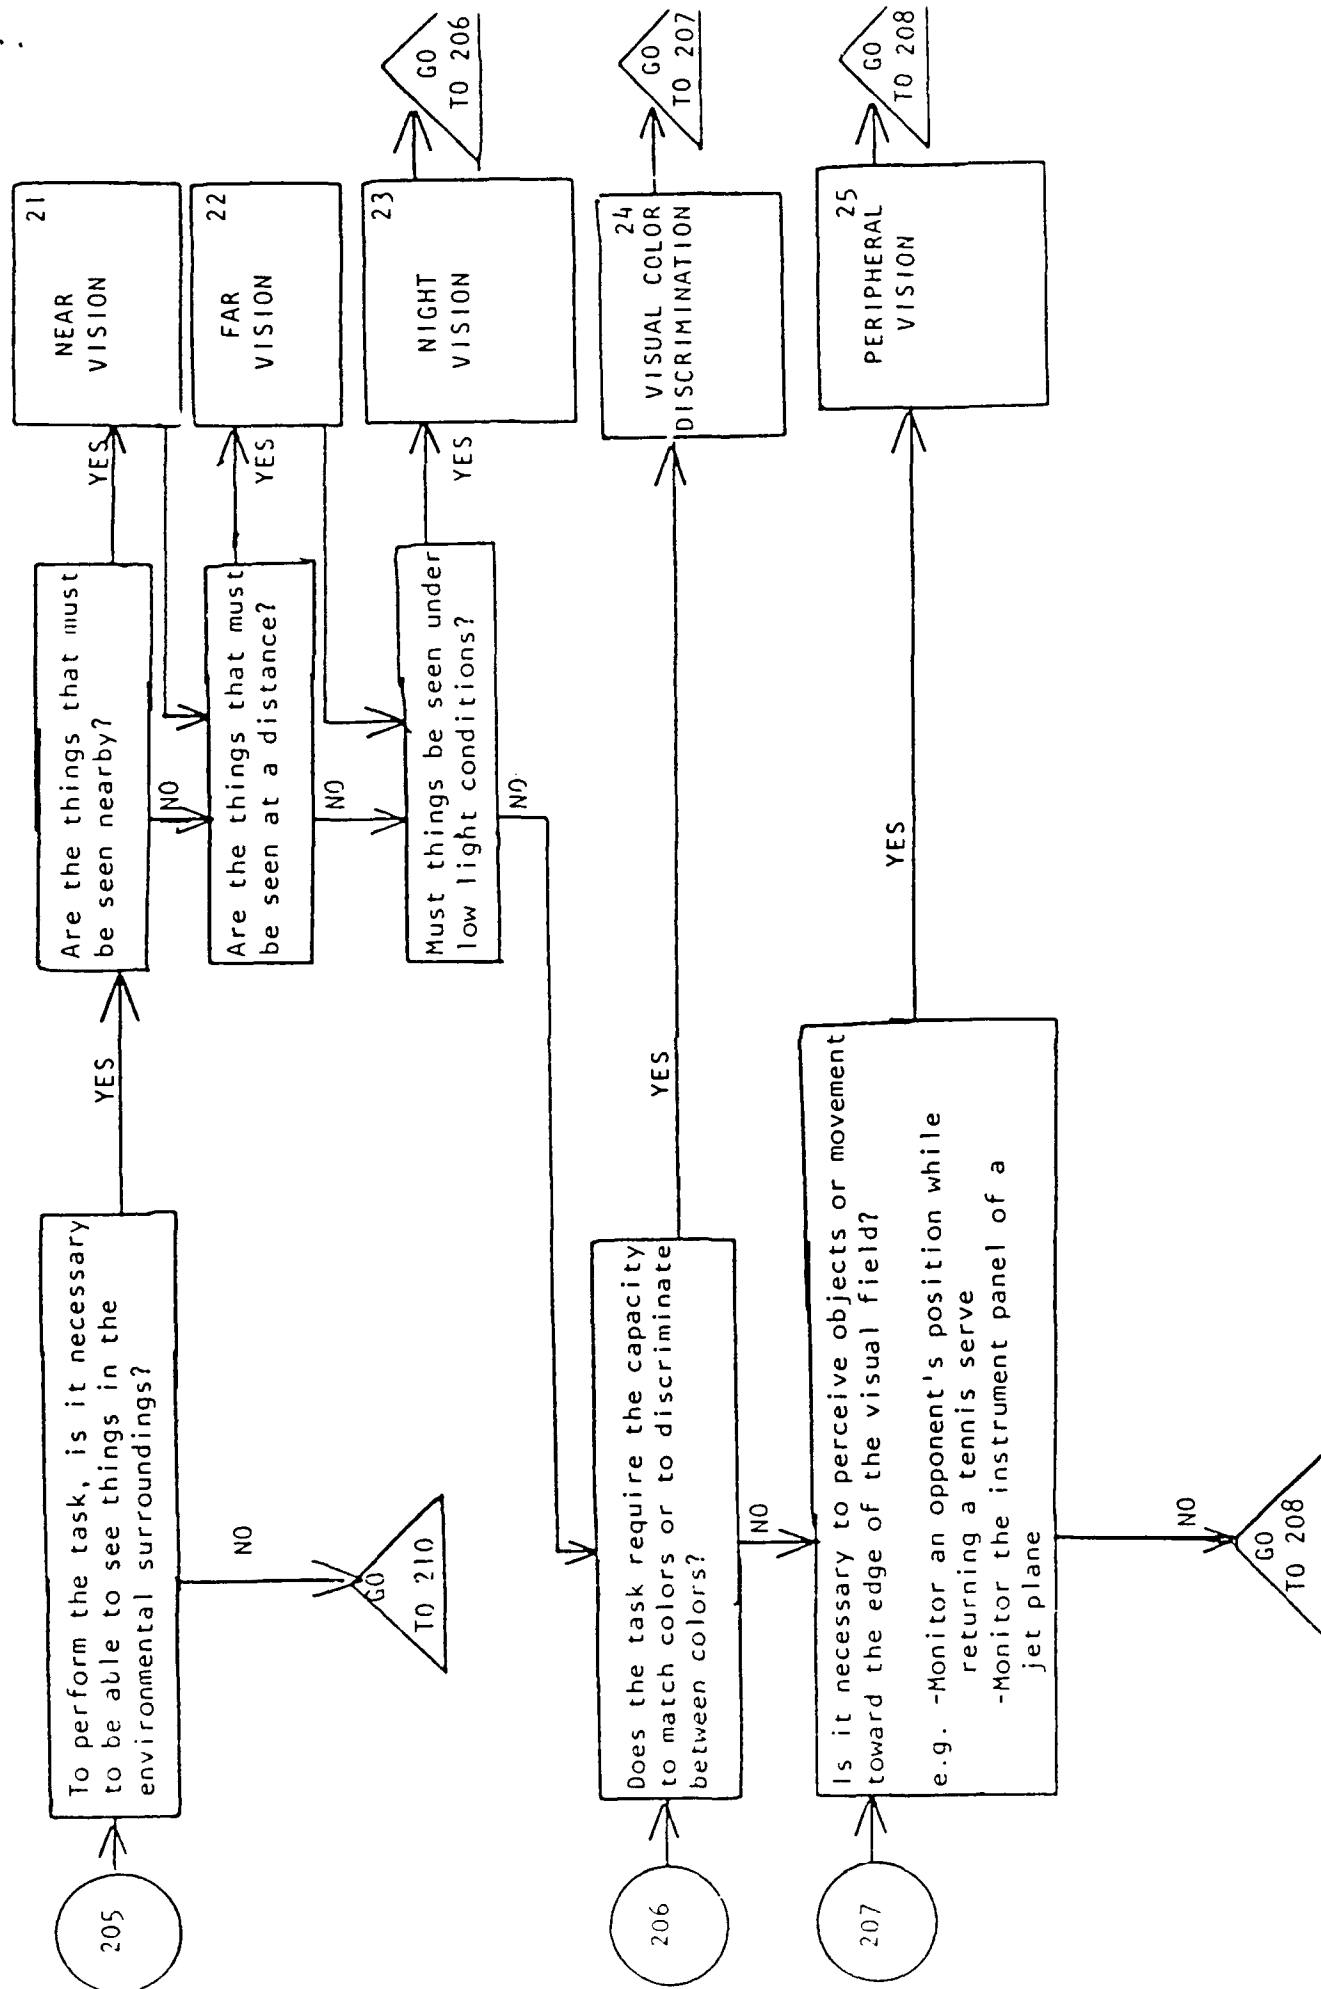 205
To perform the task, is it necessary
to be able to see things in the
environmental surroundings?
YES
NO
GO
TO 210
Are the things that must
be seen nearby?
YES
NO
21
NEAR
VISION
Are the things that must
be seen at a distance?
YES
NO
22
FAR
VISION
Must things be seen under
low light conditions?
YES
NO
23
NIGHT
VISION
GO
TO 206
206
Does the task require the capacity
to match colors or to discriminate
between colors?
YES
NO
24
VISUAL COLOR
DISCRIMINATION
GO
TO 207
207
Is it necessary to perceive objects or movement
toward the edge of the visual field?
e.g. -Monitor an opponent's position while
returning a tennis serve
-Monitor the instrument panel of a
jet plane
YES
NO
GO
TO 208
25
PERIPHERAL
VISION
GO
TO 208